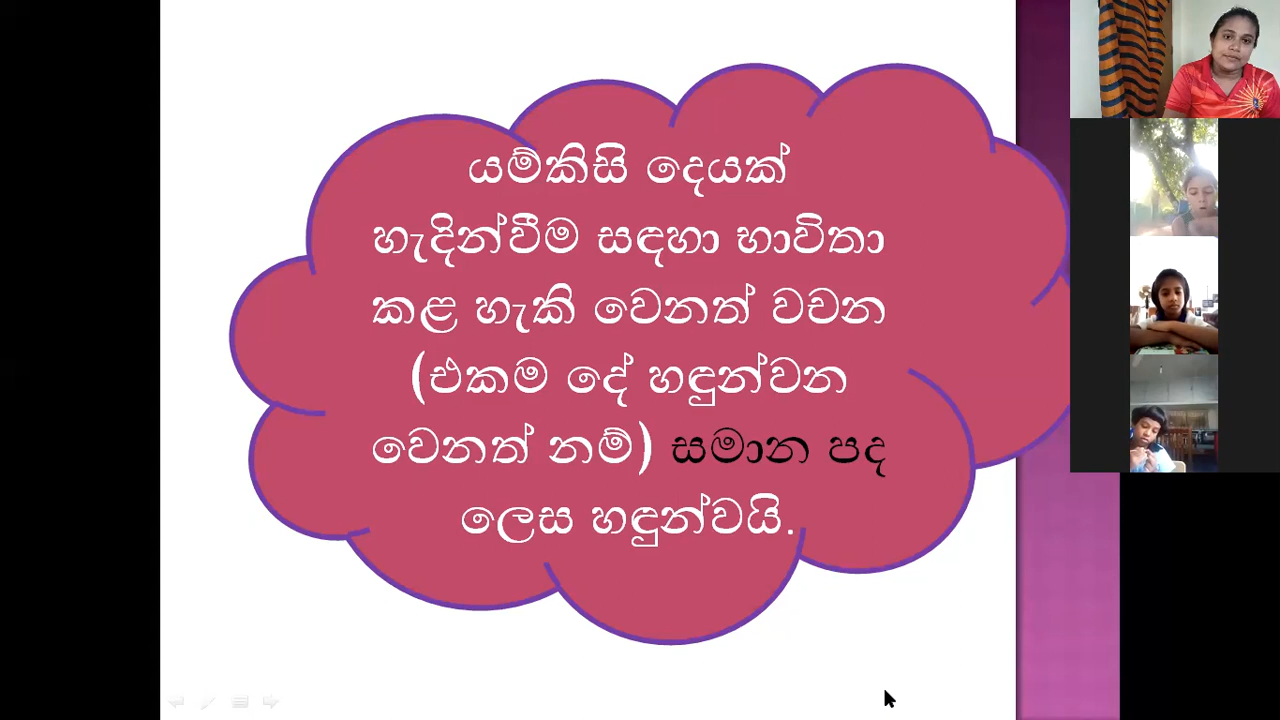 යම්කිසි දෙයක්
හැදින්වීම සඳහා භාවිතා
කළ හැකි වෙනත් වචන
(එකම දේ හඳුන්වන
වෙනත් නම්) සමාන පද
ලෙස හඳුන්වයි.